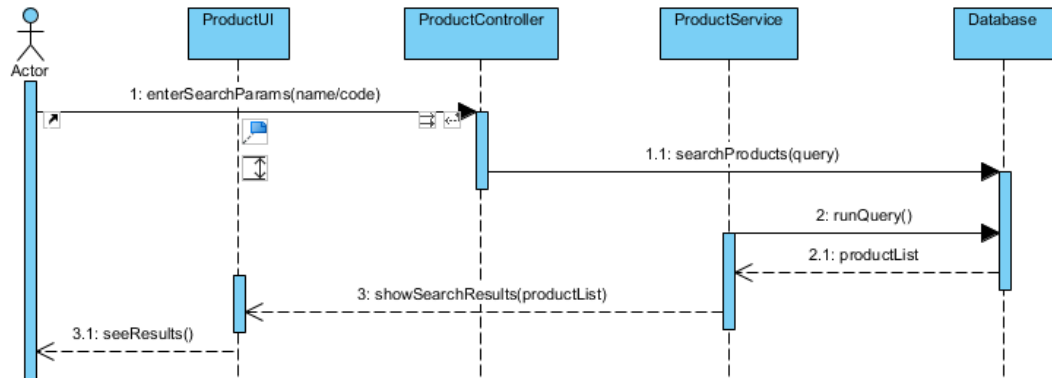 ProductUI
ProductController
ProductService
Database
Actor
1: enterSearchParams(name/code)
1.1: searchProducts(query)
2: runQuery()
2.1: productList
3: showSearchResults(productList)
3.1: seeResults()